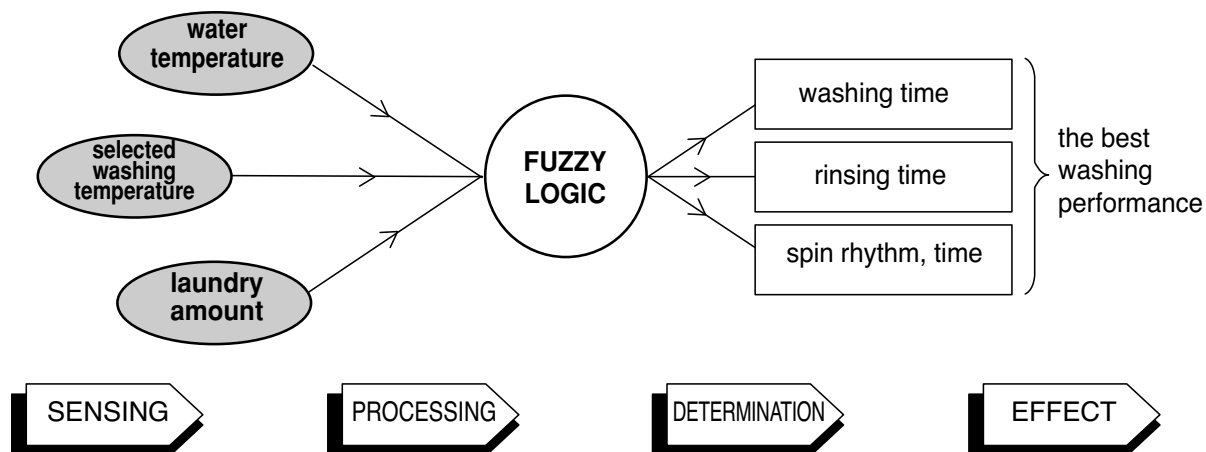 water
temperature
selected
washing
temperature
laundry
amount
FUZZY
LOGIC
washing time
rinsing time
spin rhythm, time
the best
washing
performance
SENSING
PROCESSING
DETERMINATION
EFFECT